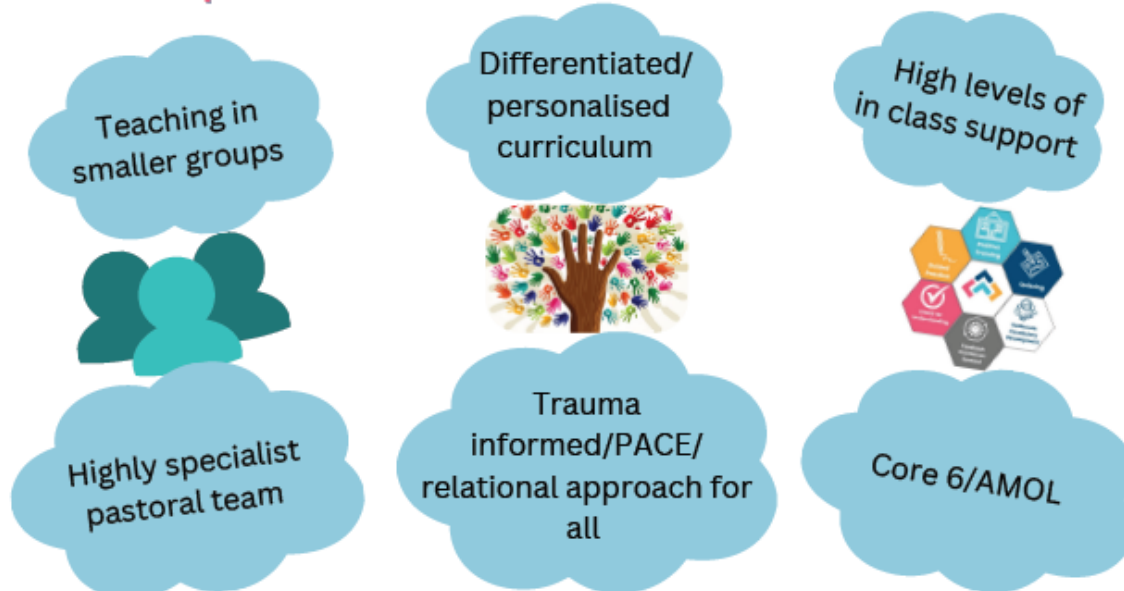 Teaching in
smaller groups
Differentiated/
personalised
curriculum
High levels of
in class support
Highly specialist
pastoral team
Trauma
informed/PACE/
relational approach for
all
Core 6/AMOL